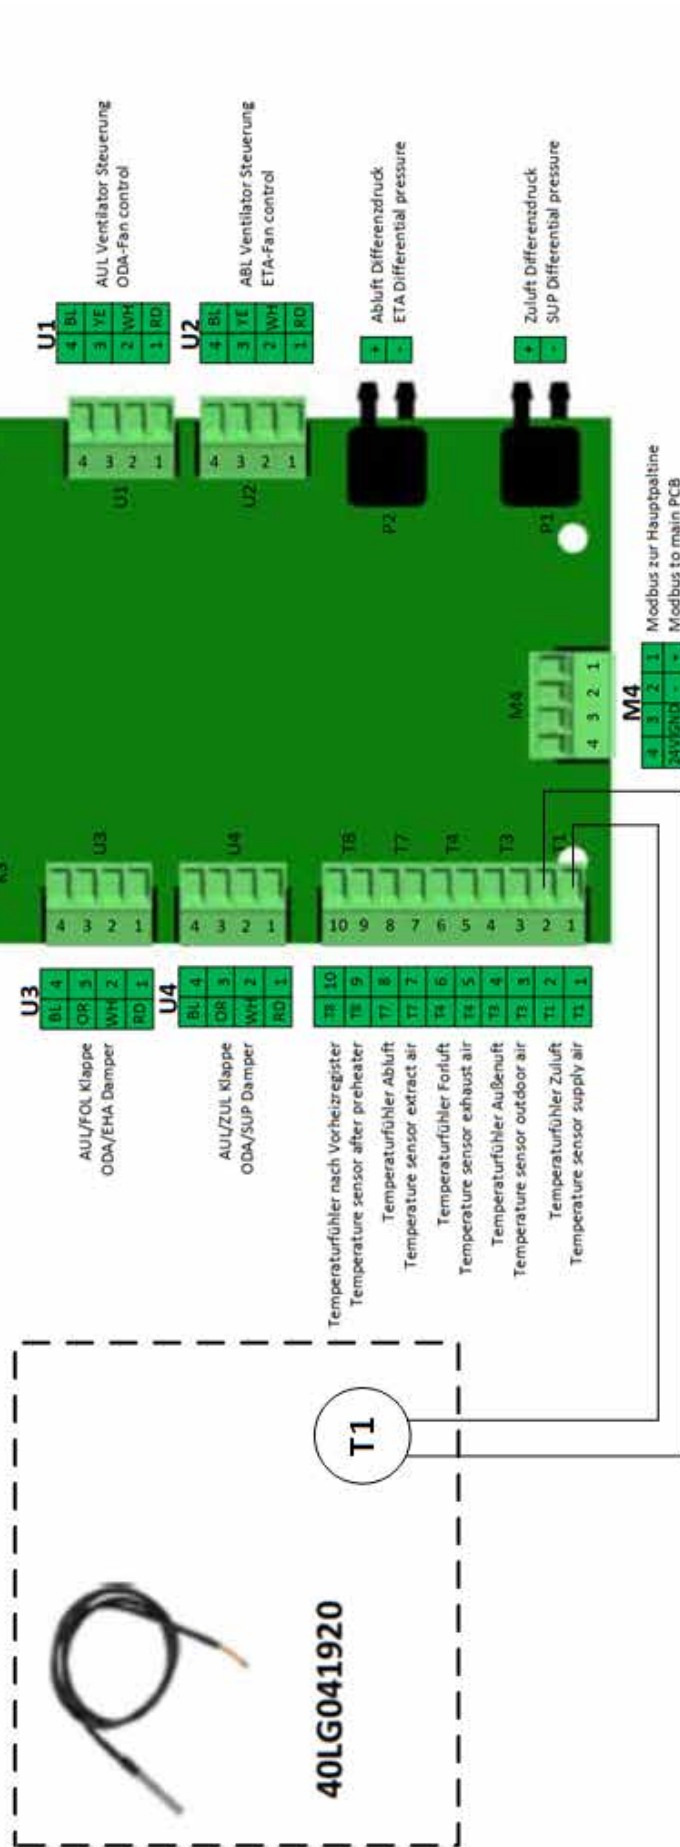 U1
4 BL
3 YE
2 WH
1 RD
AUL Ventilator Steuerung
ODA-Fan control
U2
4 BL
3 YE
2 WH
1 RD
ABL Ventilator Steuerung
ETA-Fan control
+
-
Abluft Differenzdruck
ETA Differential pressure
+
-
Zuluft Differenzdruck
SUP Differential pressure
4
3
2
1
U1
4
3
2
1
U2
P2
P1
M4
4 3 2 1
M4
4 3 2 1
24V GND - +
Modbus zur Hauptpaltine
Modbus to main PCB
U3
4
3
2
1
U4
4
3
2
1
T8
T7
T4
T3
T1
10
9
8
7
6
5
4
3
2
1
U3
BL 4
OR 3
WH 2
RD 1
AUL/FOL Klappe
ODA/EHA Damper
U4
BL 4
OR 3
WH 2
RD 1
AUL/ZUL Klappe
ODA/SUP Damper
T8 10
T8 9
T7 8
T7 7
T4 6
T4 5
T3 4
T3 3
T1 2
T1 1
Temperaturfühler nach Vorheizregister
Temperature sensor after preheater
Temperaturfühler Abluft
Temperature sensor extract air
Temperaturfühler Forluft
Temperature sensor exhaust air
Temperaturfühler Außenuft
Temperature sensor outdoor air
Temperaturfühler Zuluft
Temperature sensor supply air
T1
40LG041920